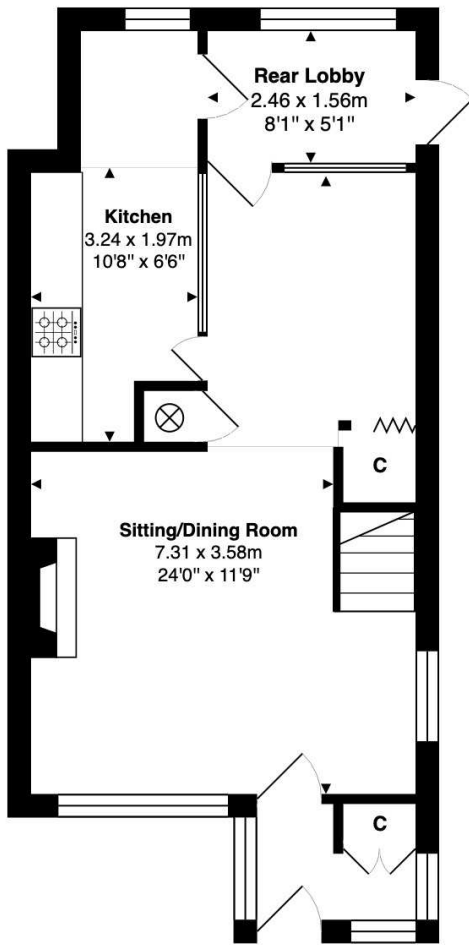 Rear Lobby
2.46 x 1.56m
8'1" x 5'1"
Kitchen
3.24 x 1.97m
10'8" x 6'6"
C
Sitting/Dining Room
7.31 x 3.58m
24'0" x 11'9"
C